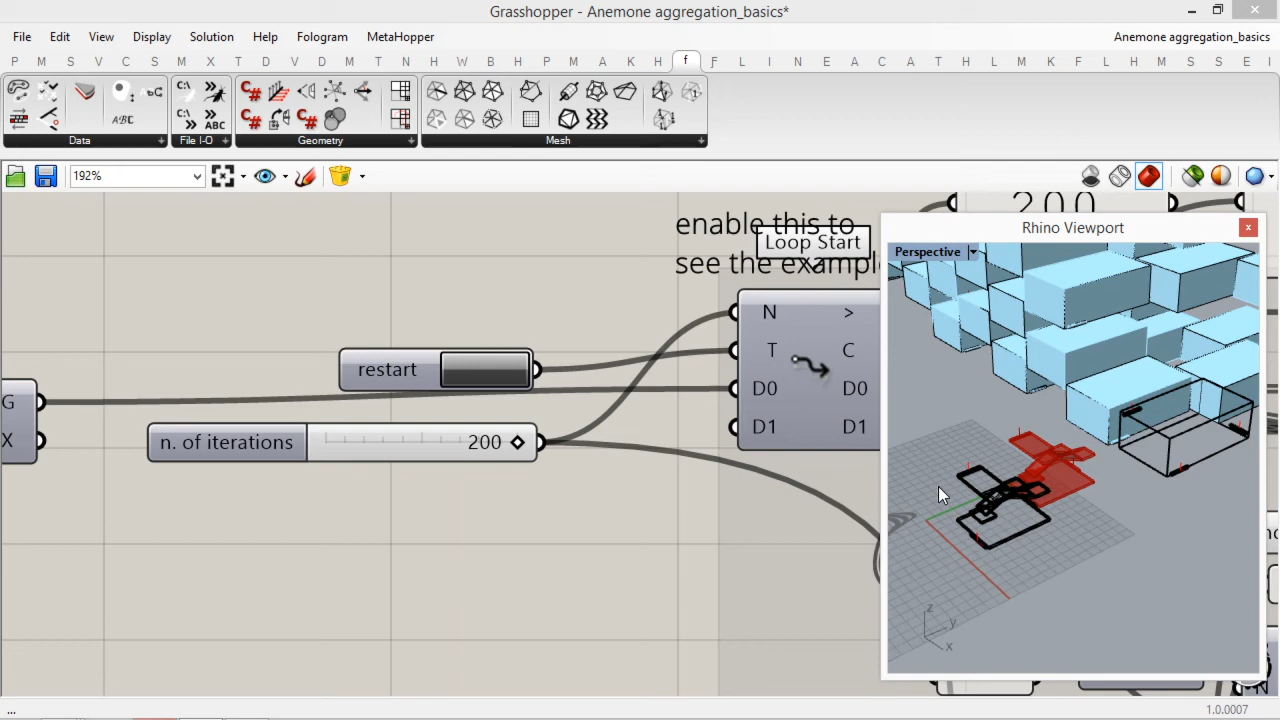 Grasshopper - Anemone aggregation_basics*
File Edit View Display Solution Help Fologram MetaHopper Anemone aggregation_basics
P M S V C S T D M T N K H W B H P M A K H f F L I V E A C T M T M E L T S S E I
C# C:\ C:\ ABC
Data File I-O Geometry Mesh
192%
200
enable this to
see the example
Loop Start
Rhino Viewport
Perspective
N >
restart
T C
G
D0 D0
X
n. of iterations 200
D1 D1
z
y
x
N
... 1.0.0007